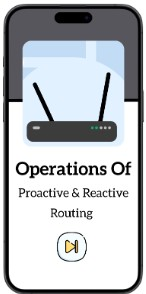 Operations Of
Proactive & Reactive
Routing